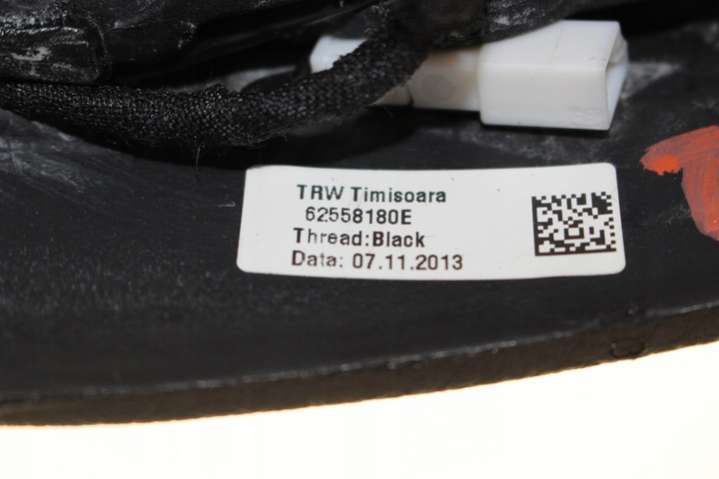 TRW Timisoara
62558180E
Thread:Black
Data: 07.11.2013